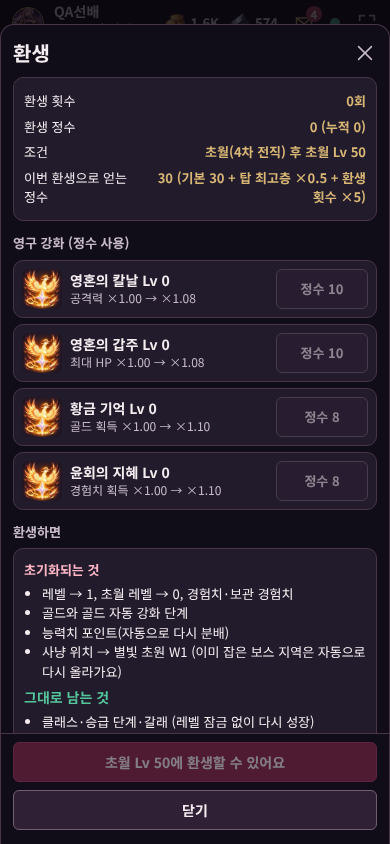 QA선배
1.6K
574
4
환생
환생 횟수
0회
환생 정수
0 (누적 0)
조건
초월(4차 전직) 후 초월 Lv 50
이번 환생으로 얻는
정수
30 (기본 30 + 탑 최고층 ×0.5 + 환생
횟수 ×5)
영구 강화 (정수 사용)
영혼의 칼날 Lv 0
공격력 ×1.00 → ×1.08
정수 10
영혼의 갑주 Lv 0
최대 HP ×1.00 → ×1.08
정수 10
황금 기억 Lv 0
골드 획득 ×1.00 → ×1.10
정수 8
윤회의 지혜 Lv 0
경험치 획득 ×1.00 → ×1.10
정수 8
환생하면
초기화되는 것
• 레벨 → 1, 초월 레벨 → 0, 경험치·보관 경험치
• 골드와 골드 자동 강화 단계
• 능력치 포인트(자동으로 다시 분배)
• 사냥 위치 → 별빛 초원 W1 (이미 잡은 보스 지역은 자동으로
다시 올라가요)
그대로 남는 것
• 클래스·승급 단계·갈래 (레벨 잠금 없이 다시 성장)
초월 Lv 50에 환생할 수 있어요
닫기